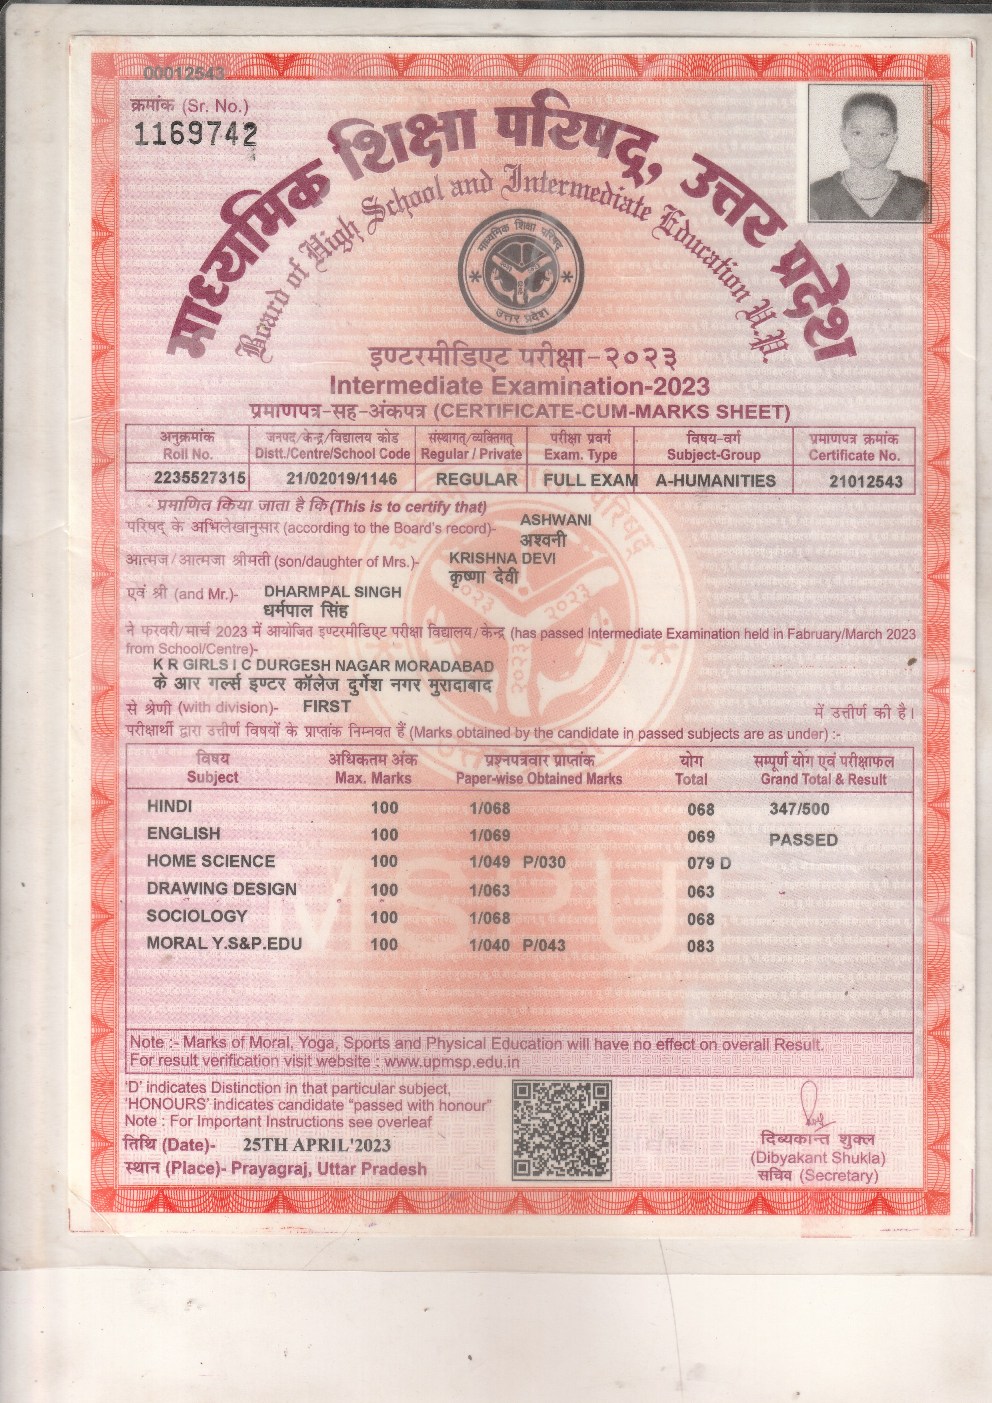 00012543
क्रमांक (Sr. No.)
1169742
माध्यमिक शिक्षा परिषद्, उत्तर प्रदेश
Board of High School and Intermediate Education U.P.
माध्यमिक शिक्षा परिषद्
उत्तर प्रदेश
इण्टरमीडिएट परीक्षा-२०२३
Intermediate Examination-2023
प्रमाणपत्र-सह-अंकपत्र (CERTIFICATE-CUM-MARKS SHEET)
अनुक्रमांक जनपद/केन्द्र/विद्यालय कोड संस्थागत्/व्यक्तिगत् परीक्षा प्रवर्ग विषय-वर्ग प्रमाणपत्र क्रमांक
Roll No. Distt./Centre/School Code Regular / Private Exam. Type Subject-Group Certificate No.
2235527315 21/02019/1146 REGULAR FULL EXAM A-HUMANITIES 21012543
प्रमाणित किया जाता है कि (This is to certify that)
ASHWANI
परिषद् के अभिलेखानुसार (according to the Board's record)-
अश्वनी
आत्मज/आत्मजा श्रीमती (son/daughter of Mrs.)- KRISHNA DEVI
कृष्णा देवी
एवं श्री (and Mr.)- DHARMPAL SINGH
धर्मपाल सिंह
ने फरवरी/मार्च 2023 में आयोजित इण्टरमीडिएट परीक्षा विद्यालय/केन्द्र (has passed Intermediate Examination held in Fabruary/March 2023
from School/Centre)-
K R GIRLS I C DURGESH NAGAR MORADABAD
के आर गर्ल्स इण्टर कॉलेज दुर्गेश नगर मुरादाबाद
से श्रेणी (with division)- FIRST में उत्तीर्ण की है।
परीक्षार्थी द्वारा उत्तीर्ण विषयों के प्राप्तांक निम्नवत हैं (Marks obtained by the candidate in passed subjects are as under) :-
विषय अधिकतम अंक प्रश्नपत्रवार प्राप्तांक योग सम्पूर्ण योग एवं परीक्षाफल
Subject Max. Marks Paper-wise Obtained Marks Total Grand Total & Result
HINDI 100 1/068 068 347/500
ENGLISH 100 1/069 069 PASSED
HOME SCIENCE 100 1/049 P/030 079 D
DRAWING DESIGN 100 1/063 063
SOCIOLOGY 100 1/068 068
MORAL Y.S&P.EDU 100 1/040 P/043 083
MSPU
Note :- Marks of Moral, Yoga, Sports and Physical Education will have no effect on overall Result.
For result verification visit website : www.upmsp.edu.in
'D' indicates Distinction in that particular subject,
'HONOURS' indicates candidate "passed with honour"
Note : For Important Instructions see overleaf
तिथि (Date)- 25TH APRIL'2023
स्थान (Place)- Prayagraj, Uttar Pradesh
दिव्यकान्त शुक्ल
(Dibyakant Shukla)
सचिव (Secretary)